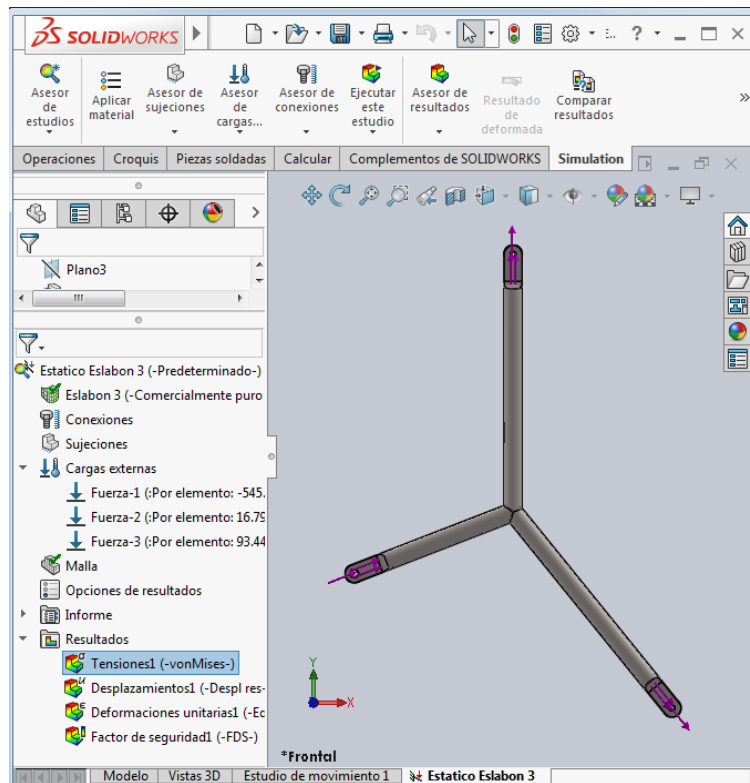 SOLIDWORKS
?
Asesor de estudios
Aplicar material
Asesor de sujeciones
Asesor de cargas...
Asesor de conexiones
Ejecutar este estudio
Asesor de resultados
Resultado de deformada
Comparar resultados
»
Operaciones Croquis Piezas soldadas Calcular Complementos de SOLIDWORKS Simulation
Plano3
Estatico Eslabon 3 (-Predeterminado-)
Eslabon 3 (-Comercialmente puro
Conexiones
Sujeciones
Cargas externas
Fuerza-1 (:Por elemento: -545.
Fuerza-2 (:Por elemento: 16.79
Fuerza-3 (:Por elemento: 93.44
Malla
Opciones de resultados
Informe
Resultados
Tensiones1 (-vonMises-)
Desplazamientos1 (-Despl res-
Deformaciones unitarias1 (-Ec
Factor de seguridad1 (-FDS-)
Y
X
*Frontal
Modelo Vistas 3D Estudio de movimiento 1 Estatico Eslabon 3